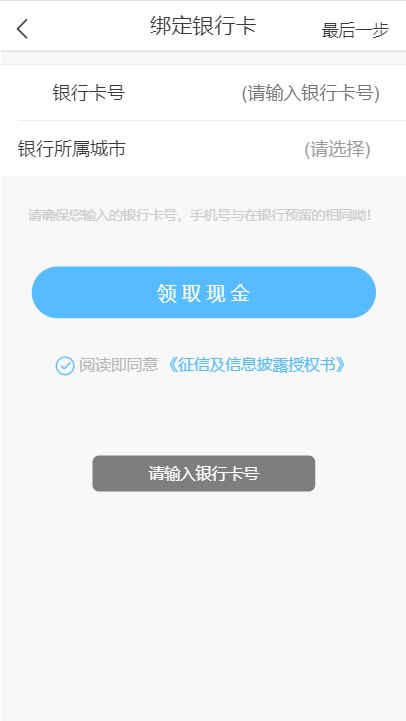 绑定银行卡 最后一步
银行卡号 (请输入银行卡号)
银行所属城市 (请选择)
请确保您输入的银行卡号，手机号与在银行预留的相同呦！
领取现金
阅读即同意 《征信及信息披露授权书》
请输入银行卡号